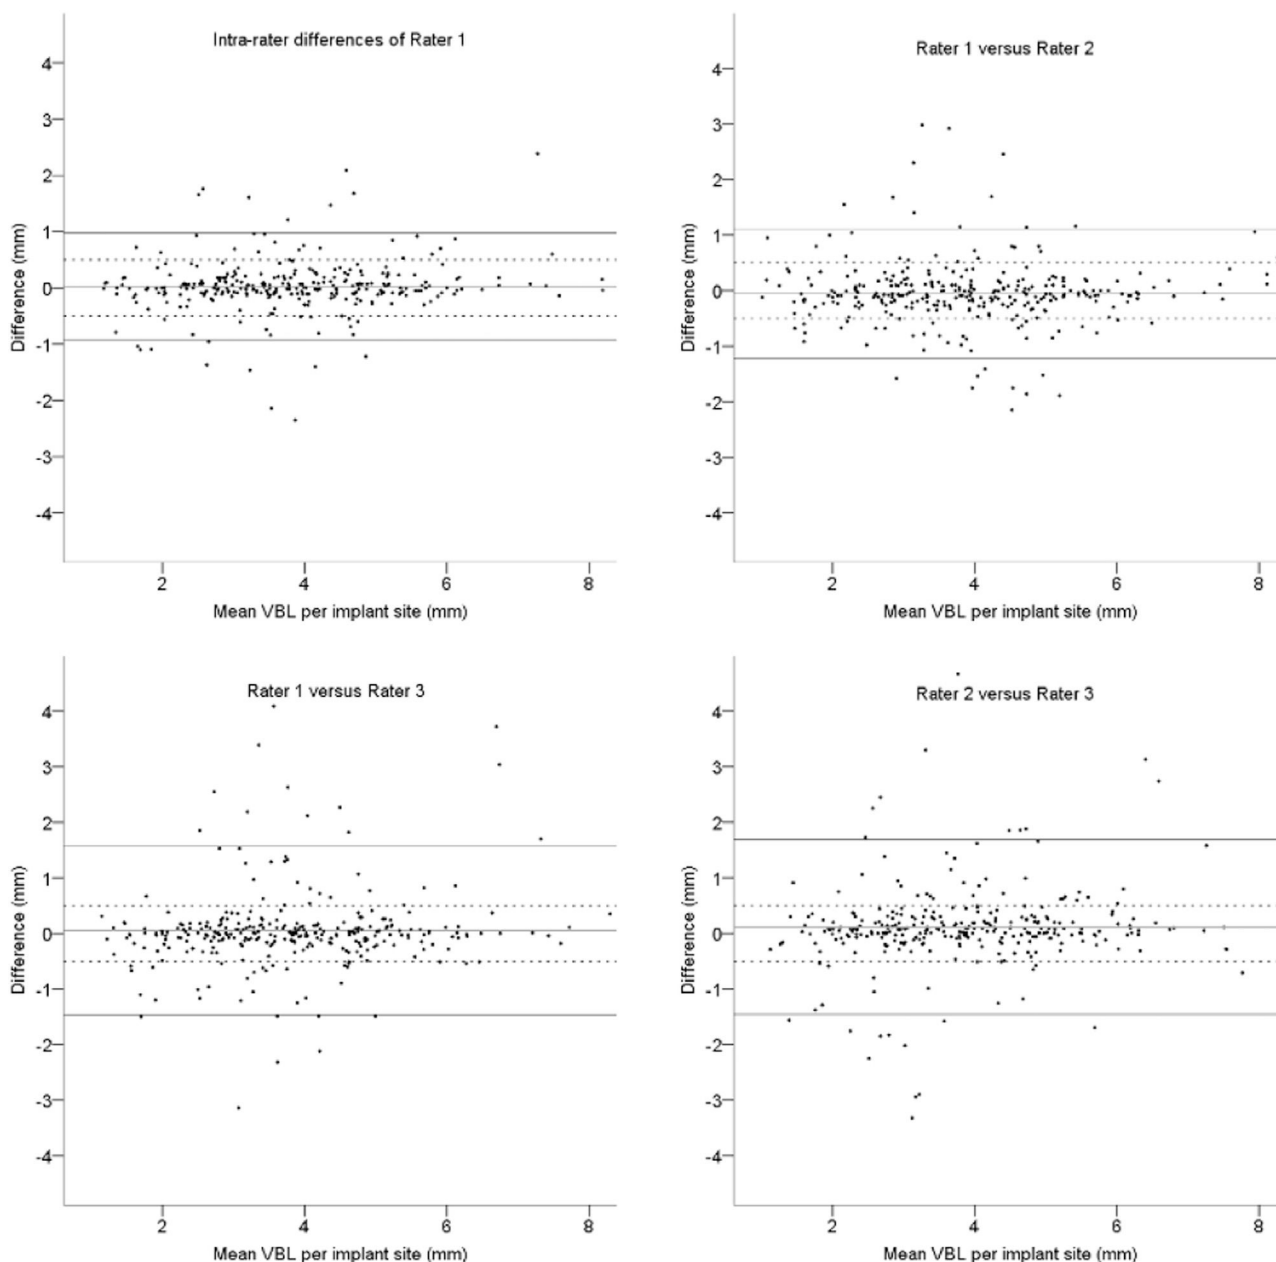 Intra-rater differences of Rater 1
4
3
2
1
0
-1
-2
-3
-4
Difference (mm)
2 4 6 8
Mean VBL per implant site (mm)
Rater 1 versus Rater 2
4
3
2
1
0
-1
-2
-3
-4
Difference (mm)
2 4 6 8
Mean VBL per implant site (mm)
Rater 1 versus Rater 3
4
3
2
1
0
-1
-2
-3
-4
Difference (mm)
2 4 6 8
Mean VBL per implant site (mm)
Rater 2 versus Rater 3
4
3
2
1
0
-1
-2
-3
-4
Difference (mm)
2 4 6 8
Mean VBL per implant site (mm)